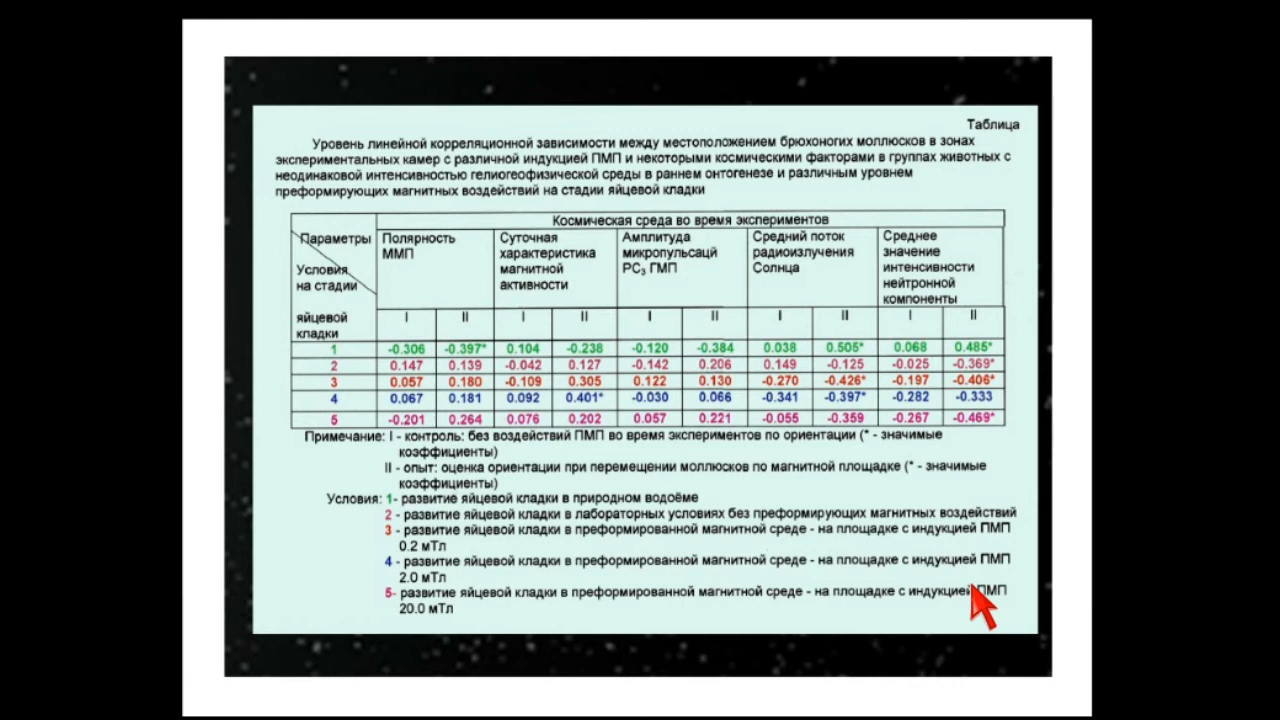 Таблица
Уровень линейной корреляционной зависимости между местоположением брюхоногих моллюсков в зонах
экспериментальных камер с различной индукцией ПМП и некоторыми космическими факторами в группах животных с
неодинаковой интенсивностью гелиогеофизической среды в раннем онтогенезе и различным уровнем
преформирующих магнитных воздействий на стадии яйцевой кладки
Космическая среда во время экспериментов
Параметры
Условия
на стадии
яйцевой
кладки
Полярность
ММП
Суточная
характеристика
магнитной
активности
Амплитуда
микропульсацй
РС₃ ГМП
Средний поток
радиоизлучения
Солнца
Среднее
значение
интенсивности
нейтронной
компоненты
I II I II I II I II I II
1 -0.306 -0.397* 0.104 -0.238 -0.120 -0.384 0.038 0.505* 0.068 0.485*
2 0.147 0.139 -0.042 0.127 -0.142 0.206 0.149 -0.125 -0.025 -0.369*
3 0.057 0.180 -0.109 0.305 0.122 0.130 -0.270 -0.426* -0.197 -0.406*
4 0.067 0.181 0.092 0.401* -0.030 0.066 -0.341 -0.397* -0.282 -0.333
5 -0.201 0.264 0.076 0.202 0.057 0.221 -0.055 -0.359 -0.267 -0.469*
Примечание: I - контроль: без воздействий ПМП во время экспериментов по ориентации (* - значимые
коэффициенты)
II - опыт: оценка ориентации при перемещении моллюсков по магнитной площадке (* - значимые
коэффициенты)
Условия: 1- развитие яйцевой кладки в природном водоёме
2 - развитие яйцевой кладки в лабораторных условиях без преформирующих магнитных воздействий
3 - развитие яйцевой кладки в преформированной магнитной среде - на площадке с индукцией ПМП
0.2 мТл
4 - развитие яйцевой кладки в преформированной магнитной среде - на площадке с индукцией ПМП
2.0 мТл
5- развитие яйцевой кладки в преформированной магнитной среде - на площадке с индукцией ПМП
20.0 мТл